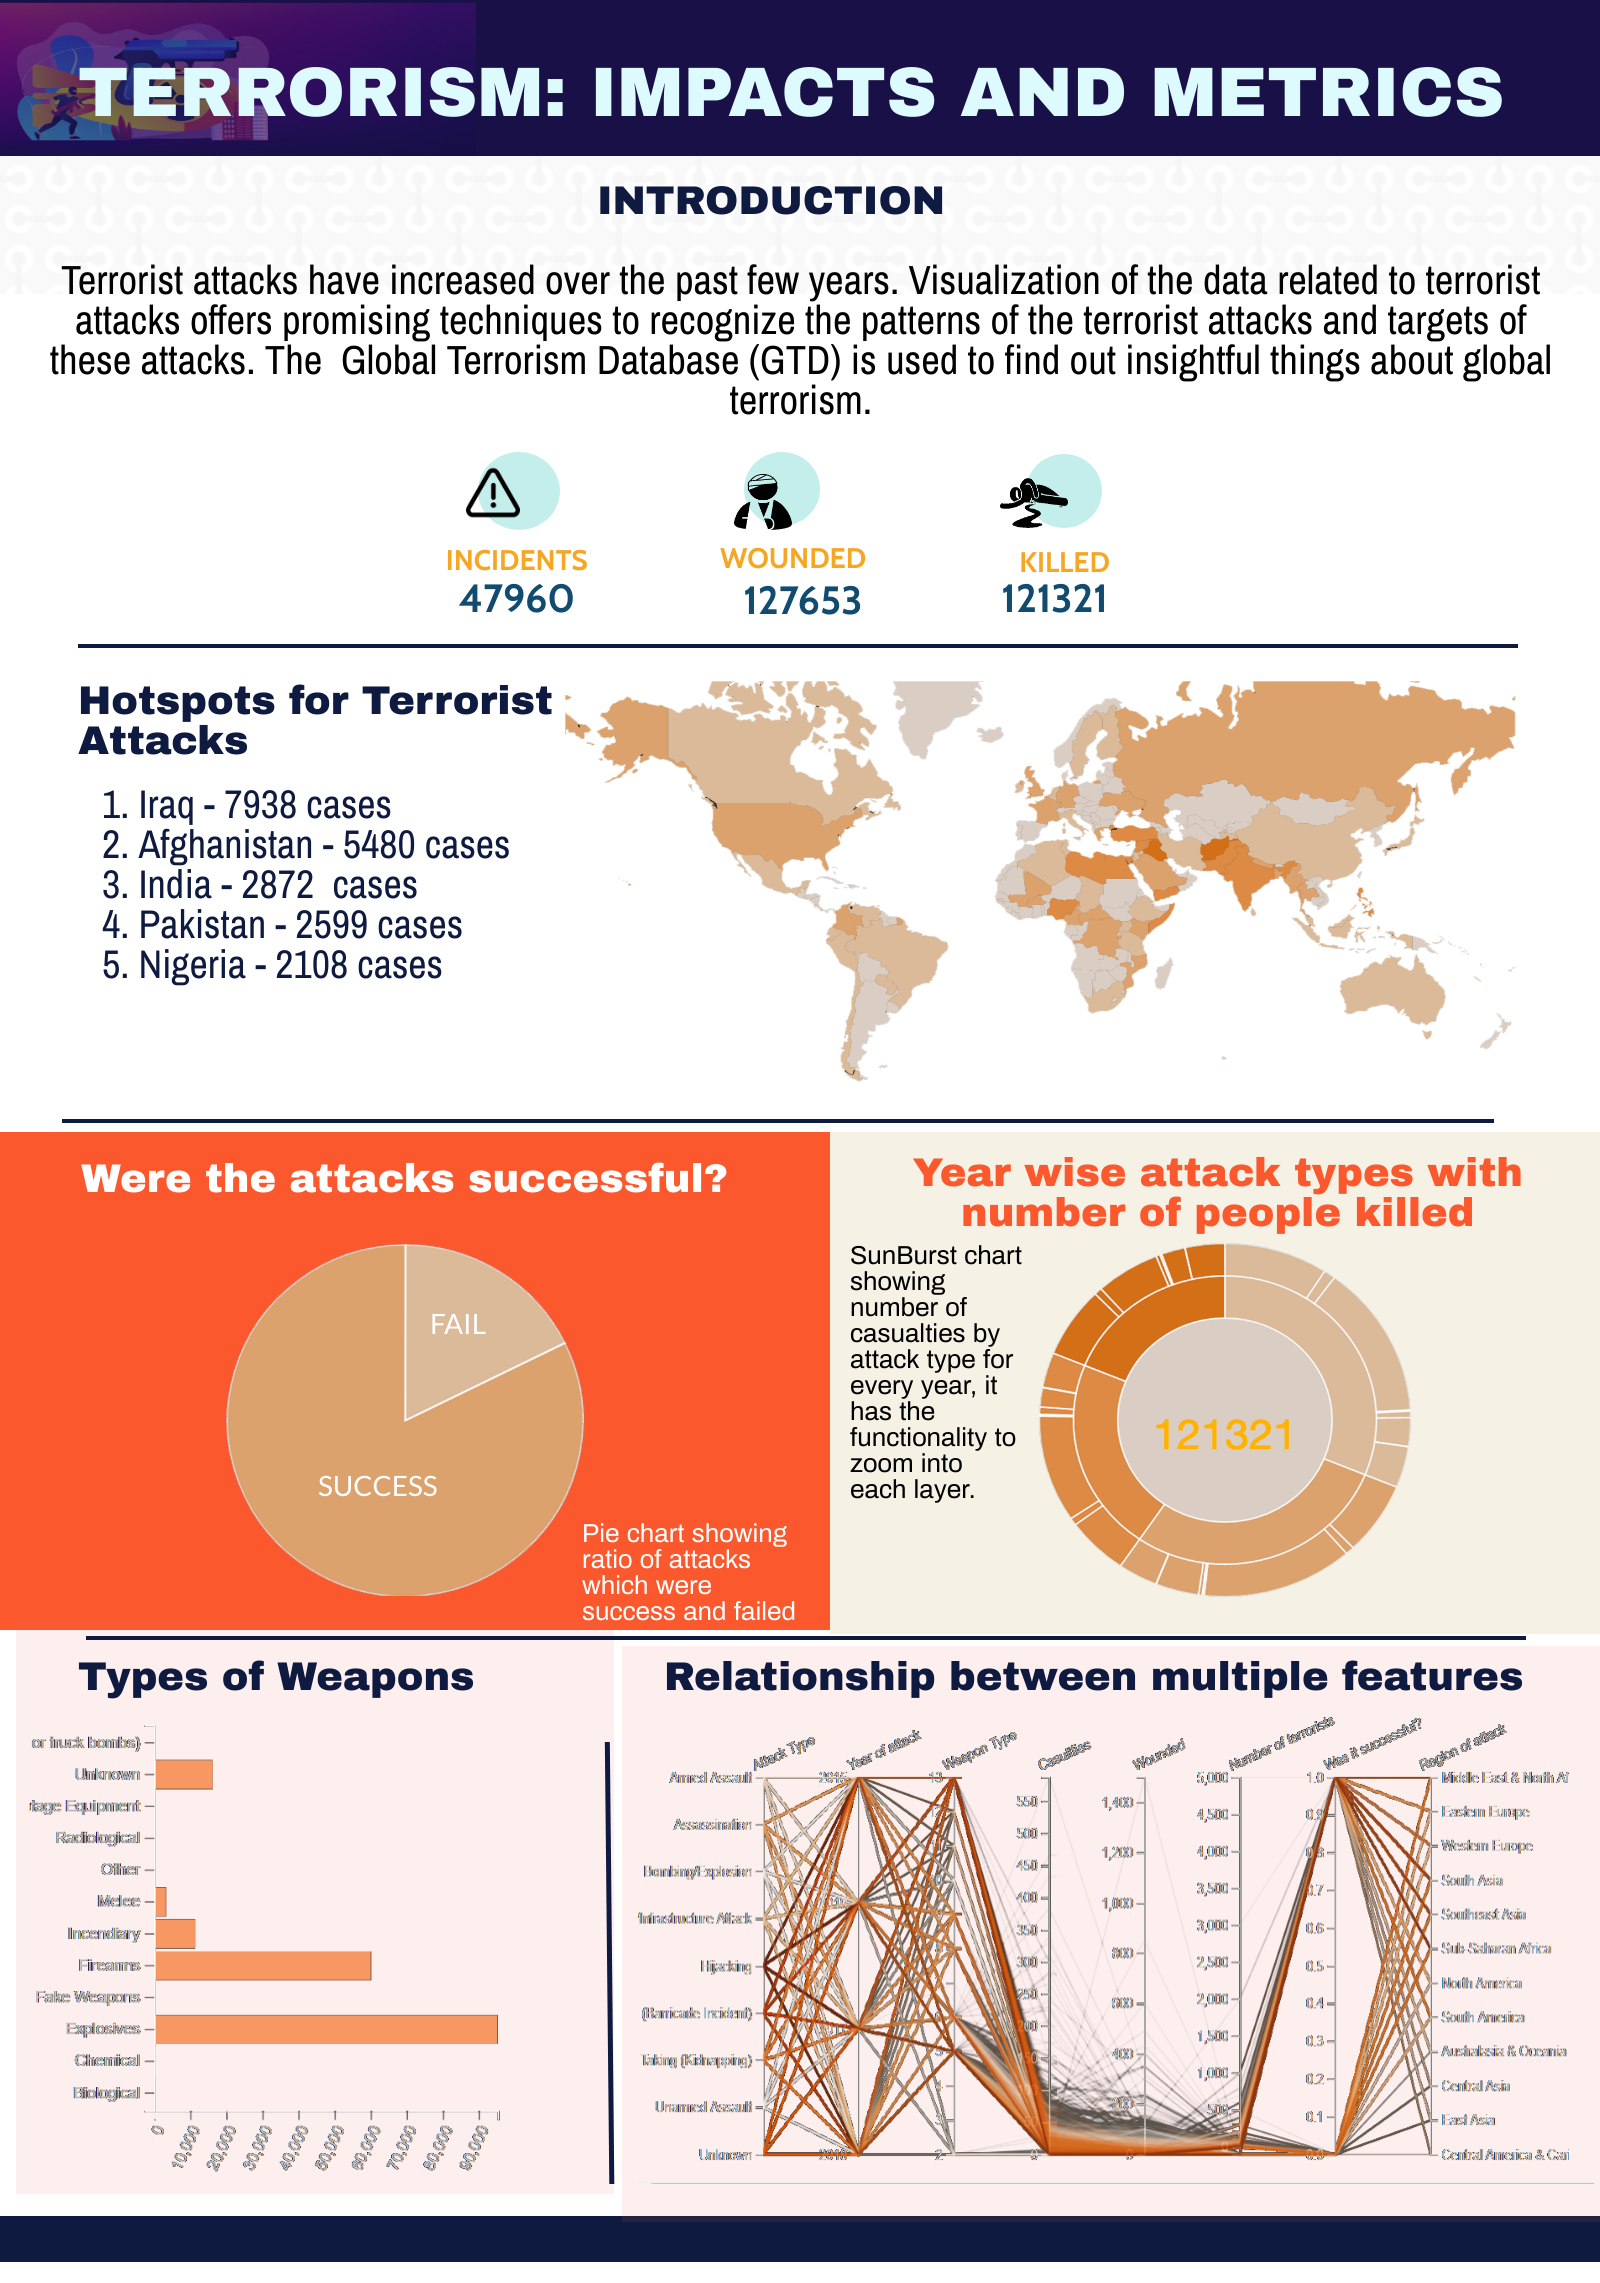 TERRORISM: IMPACTS AND METRICS
INTRODUCTION
Terrorist attacks have increased over the past few years. Visualization of the data related to terrorist
attacks offers promising techniques to recognize the patterns of the terrorist attacks and targets of
these attacks. The  Global Terrorism Database (GTD) is used to find out insightful things about global
terrorism.
INCIDENTS
47960
WOUNDED
127653
KILLED
121321
Hotspots for Terrorist
Attacks
1. Iraq - 7938 cases
2. Afghanistan - 5480 cases
3. India - 2872  cases
4. Pakistan - 2599 cases
5. Nigeria - 2108 cases
Were the attacks successful?
FAIL
SUCCESS
Pie chart showing
ratio of attacks
which were
success and failed
Year wise attack types with
number of people killed
SunBurst chart
showing
number of
casualties by
attack type for
every year, it
has the
functionality to
zoom into
each layer.
121321
Types of Weapons
or truck bombs)
Unknown
tage Equipment
Radiological
Other
Melee
Incendiary
Firearms
Fake Weapons
Explosives
Chemical
Biological
0
10,000
20,000
30,000
40,000
50,000
60,000
70,000
80,000
90,000
Relationship between multiple features
Attack Type
Year of attack
Weapon Type
Casualities
Wounded
Number of terrorists
Was it successful?
Region of attack
Armed Assault
Assassination
Bombing/Explosion
Infrastructure Attack
Hijacking
(Barricade Incident)
Taking (Kidnapping)
Unarmed Assault
Unknown
550
500
450
400
350
300
250
1,400
1,200
1,000
800
600
400
200
0
5,000
4,500
4,000
3,500
3,000
2,500
2,000
1,500
1,000
500
1.0
0.9
0.8
0.7
0.6
0.5
0.4
0.3
0.2
0.1
0.0
Middle East & North Af
Eastern Europe
Western Europe
South Asia
Southeast Asia
Sub-Saharan Africa
North America
South America
Australasia & Oceania
Central Asia
East Asia
Central America & Cari